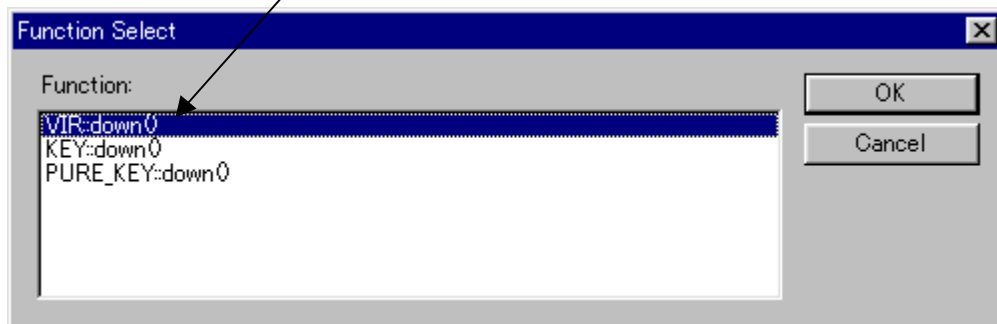 Function Select
Function:
OK
VIR::down()
KEY::down()
Cancel
PURE_KEY::down()